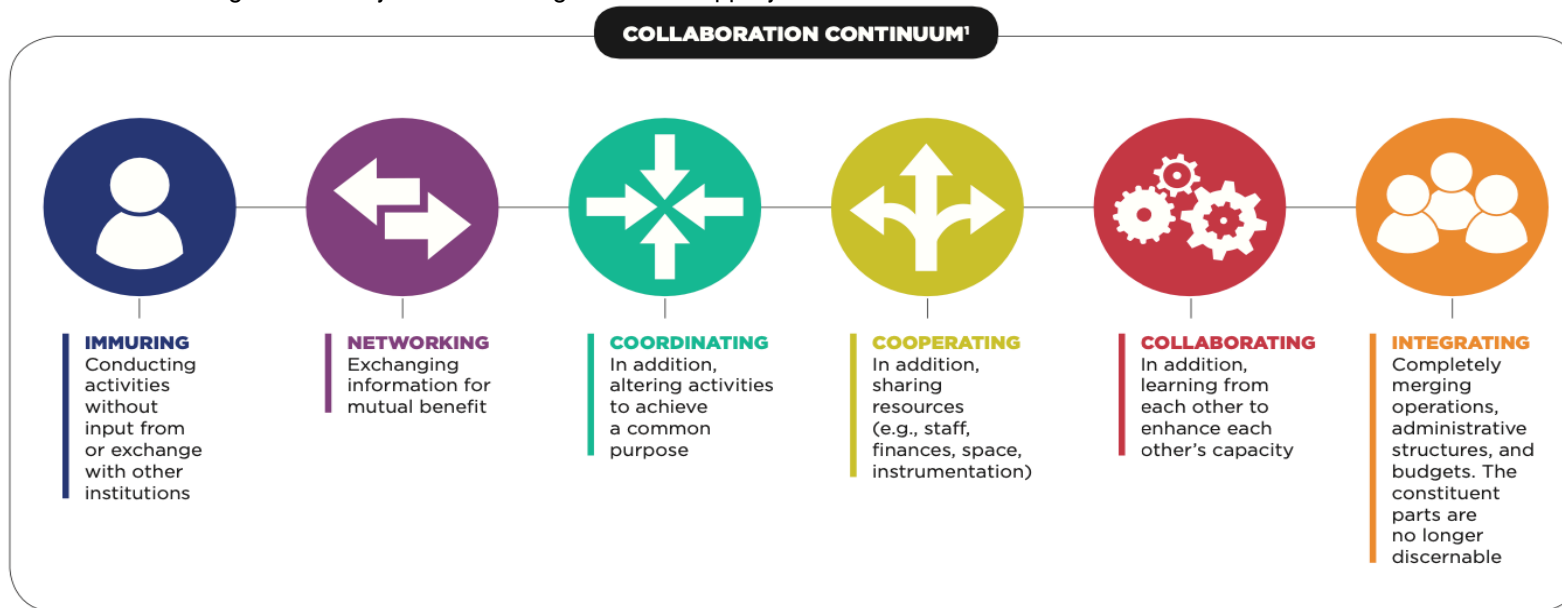 COLLABORATION CONTINUUM¹
IMMURING
Conducting
activities
without
input from
or exchange
with other
institutions
NETWORKING
Exchanging
information for
mutual benefit
COORDINATING
In addition,
altering activities
to achieve
a common
purpose
COOPERATING
In addition,
sharing
resources
(e.g., staff,
finances, space,
instrumentation)
COLLABORATING
In addition,
learning from
each other to
enhance each
other’s capacity
INTEGRATING
Completely
merging
operations,
administrative
structures, and
budgets. The
constituent
parts are
no longer
discernable